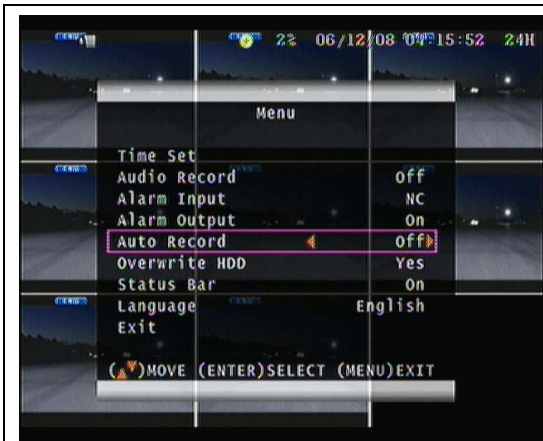 2% 06/12/08 04:15:52 24H
Menu
Time Set
Audio Record Off
Alarm Input NC
Alarm Output On
Auto Record Off
Overwrite HDD Yes
Status Bar On
Language English
Exit
()MOVE (ENTER)SELECT (MENU)EXIT